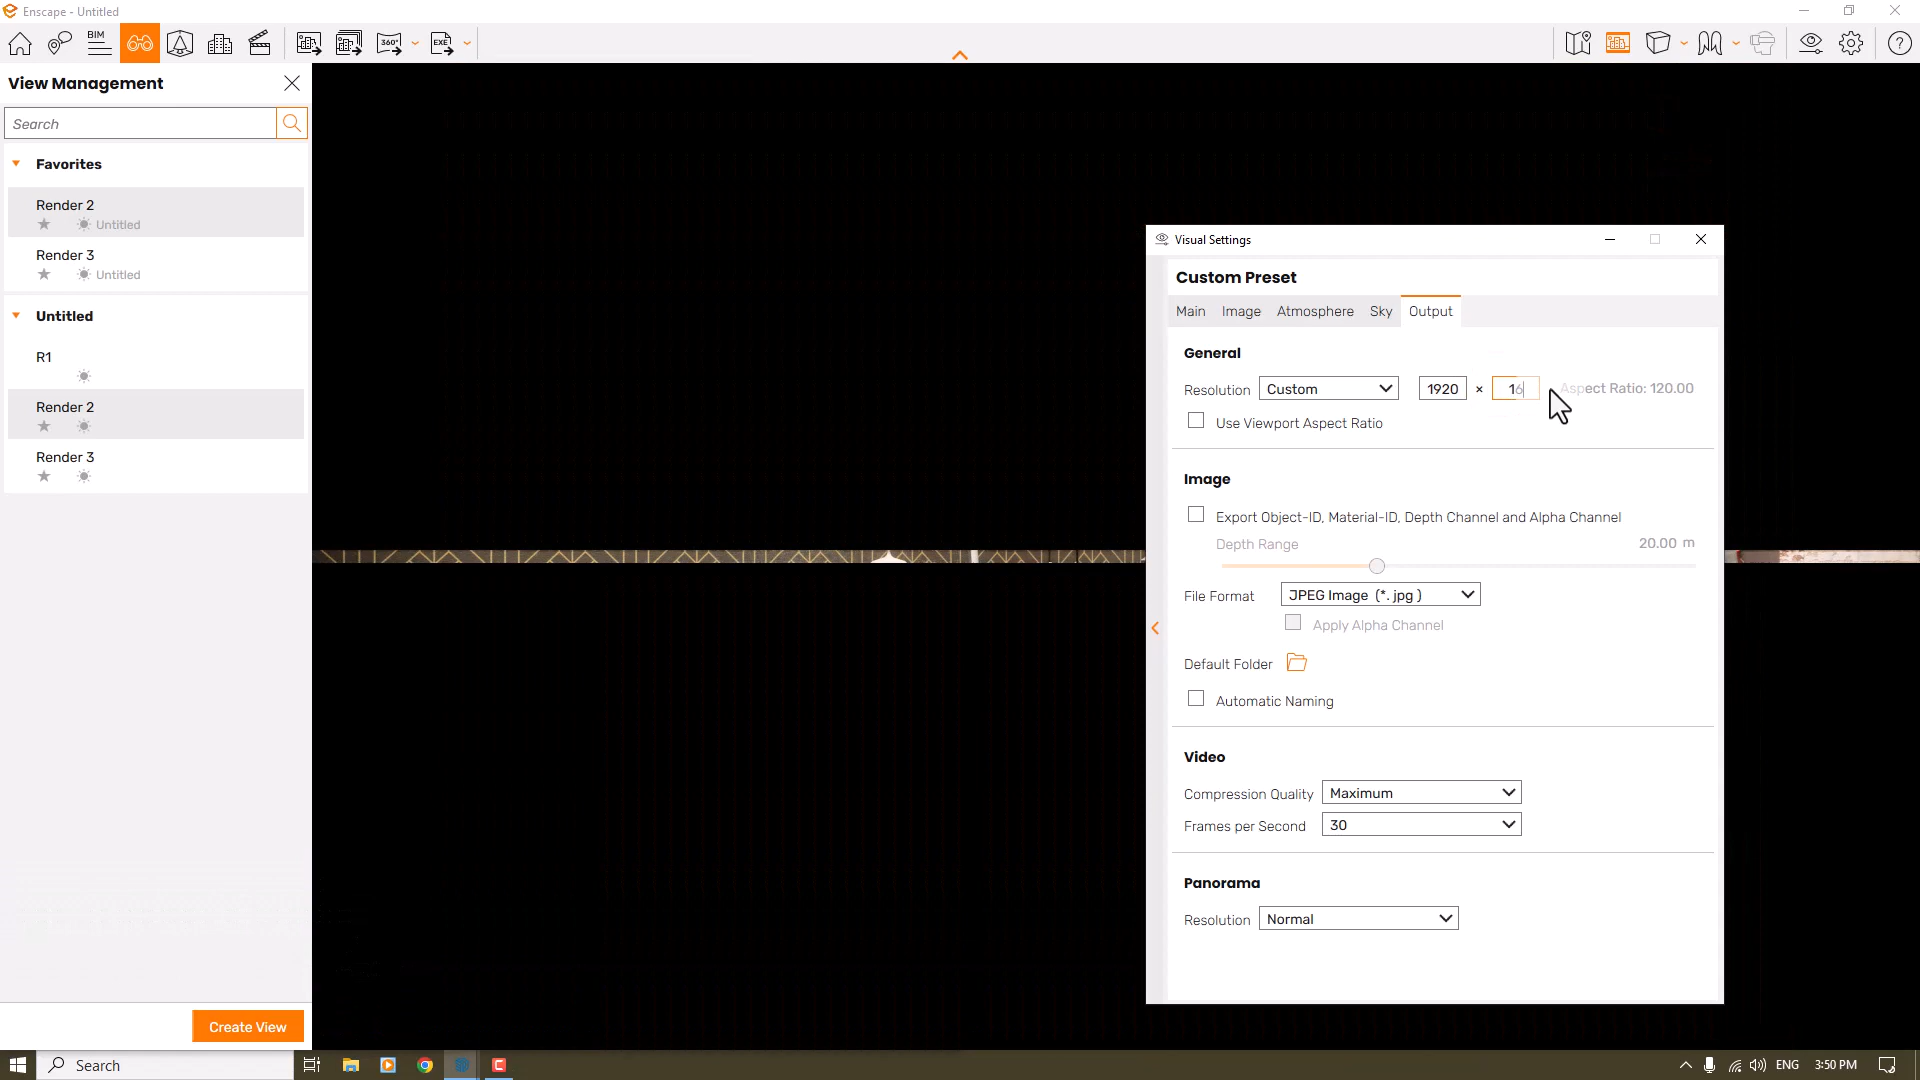 Enscape - Untitled
BIM
360°
EXE
View Management
Search
Favorites
Render 2
Untitled
Render 3
Untitled
Untitled
R1
Render 2
Render 3
Create View
Visual Settings
Custom Preset
Main Image Atmosphere Sky Output
General
Resolution Custom 1920 × 16 Aspect Ratio: 120.00
Use Viewport Aspect Ratio
Image
Export Object-ID, Material-ID, Depth Channel and Alpha Channel
Depth Range 20.00 m
File Format JPEG Image (*. jpg )
Apply Alpha Channel
Default Folder
Automatic Naming
Video
Compression Quality Maximum
Frames per Second 30
Panorama
Resolution Normal
Search
ENG 3:50 PM